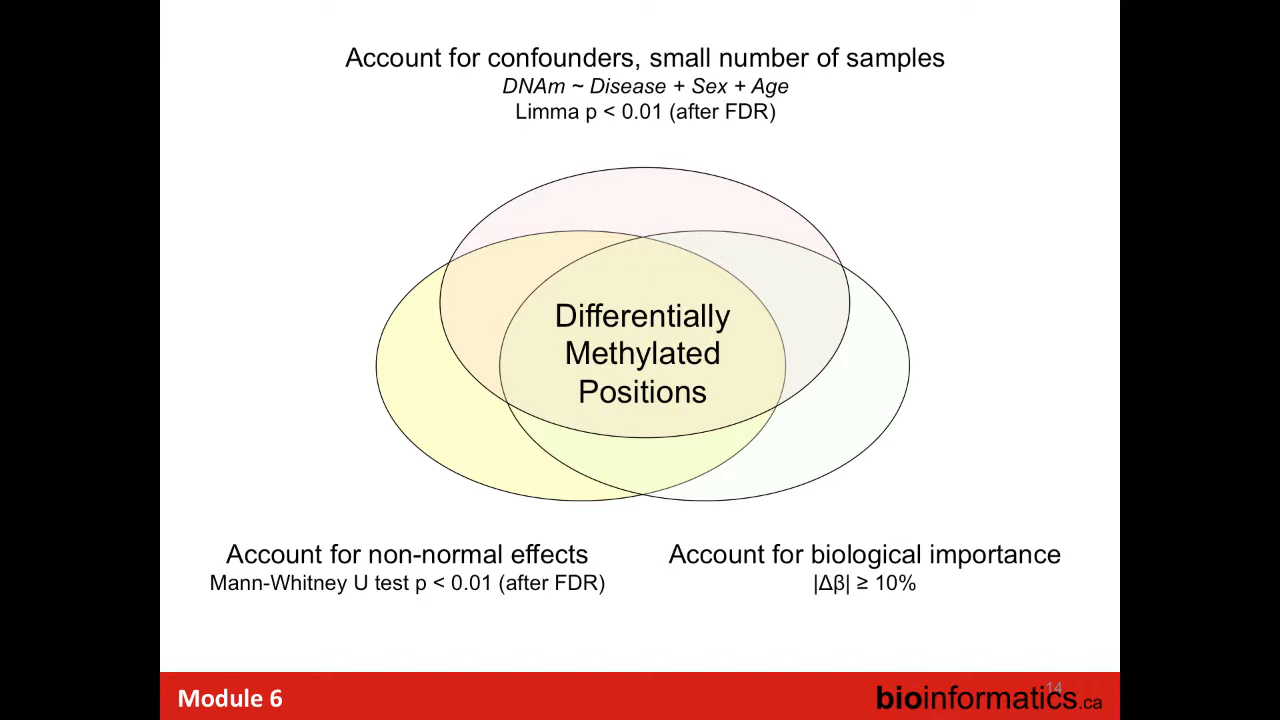 Account for confounders, small number of samples
DNAm ~ Disease + Sex + Age
Limma p < 0.01 (after FDR)
Differentially
Methylated
Positions
Account for non-normal effects
Mann-Whitney U test p < 0.01 (after FDR)
Account for biological importance
|Δβ| ≥ 10%
Module 6
14
bioinformatics.ca